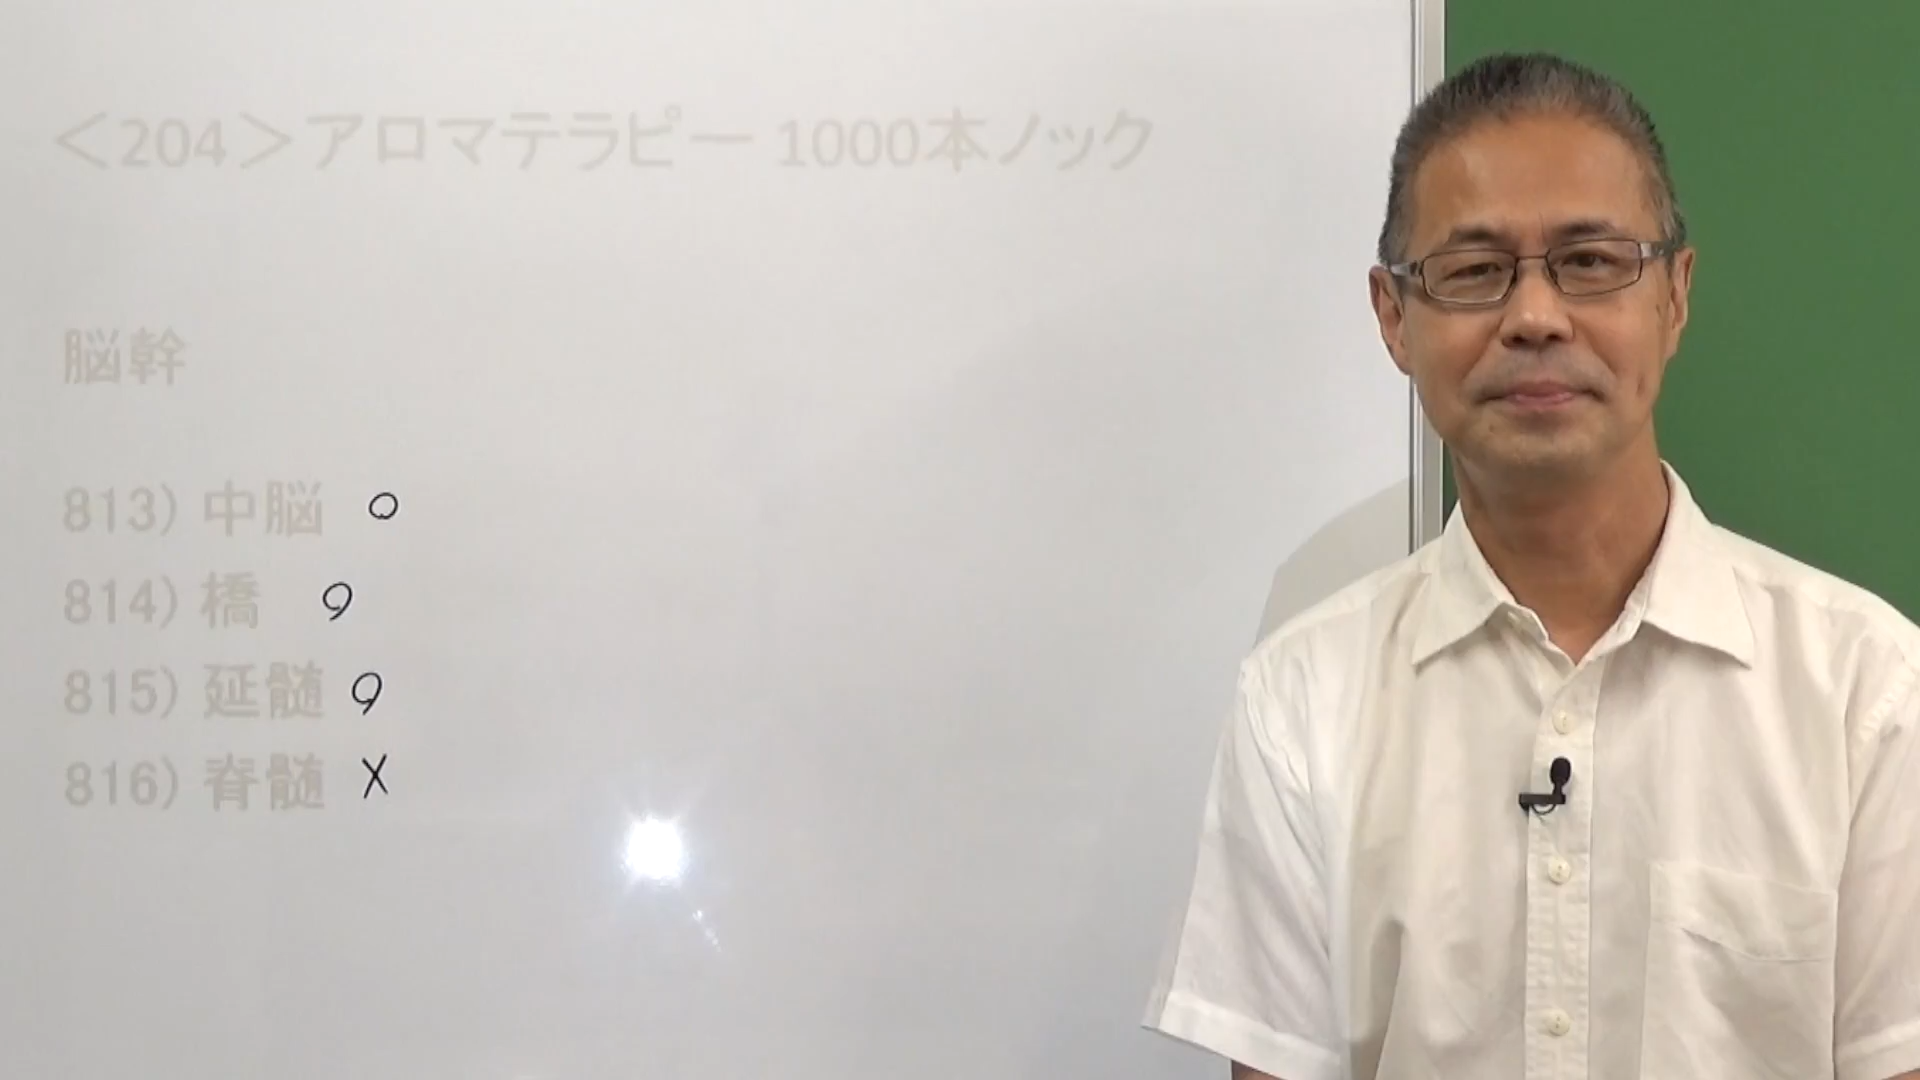 ＜204＞アロマテラピー 1000本ノック
脳幹
813) 中脳 ○
814) 橋 ○
815) 延髄 ○
816) 脊髄 ×